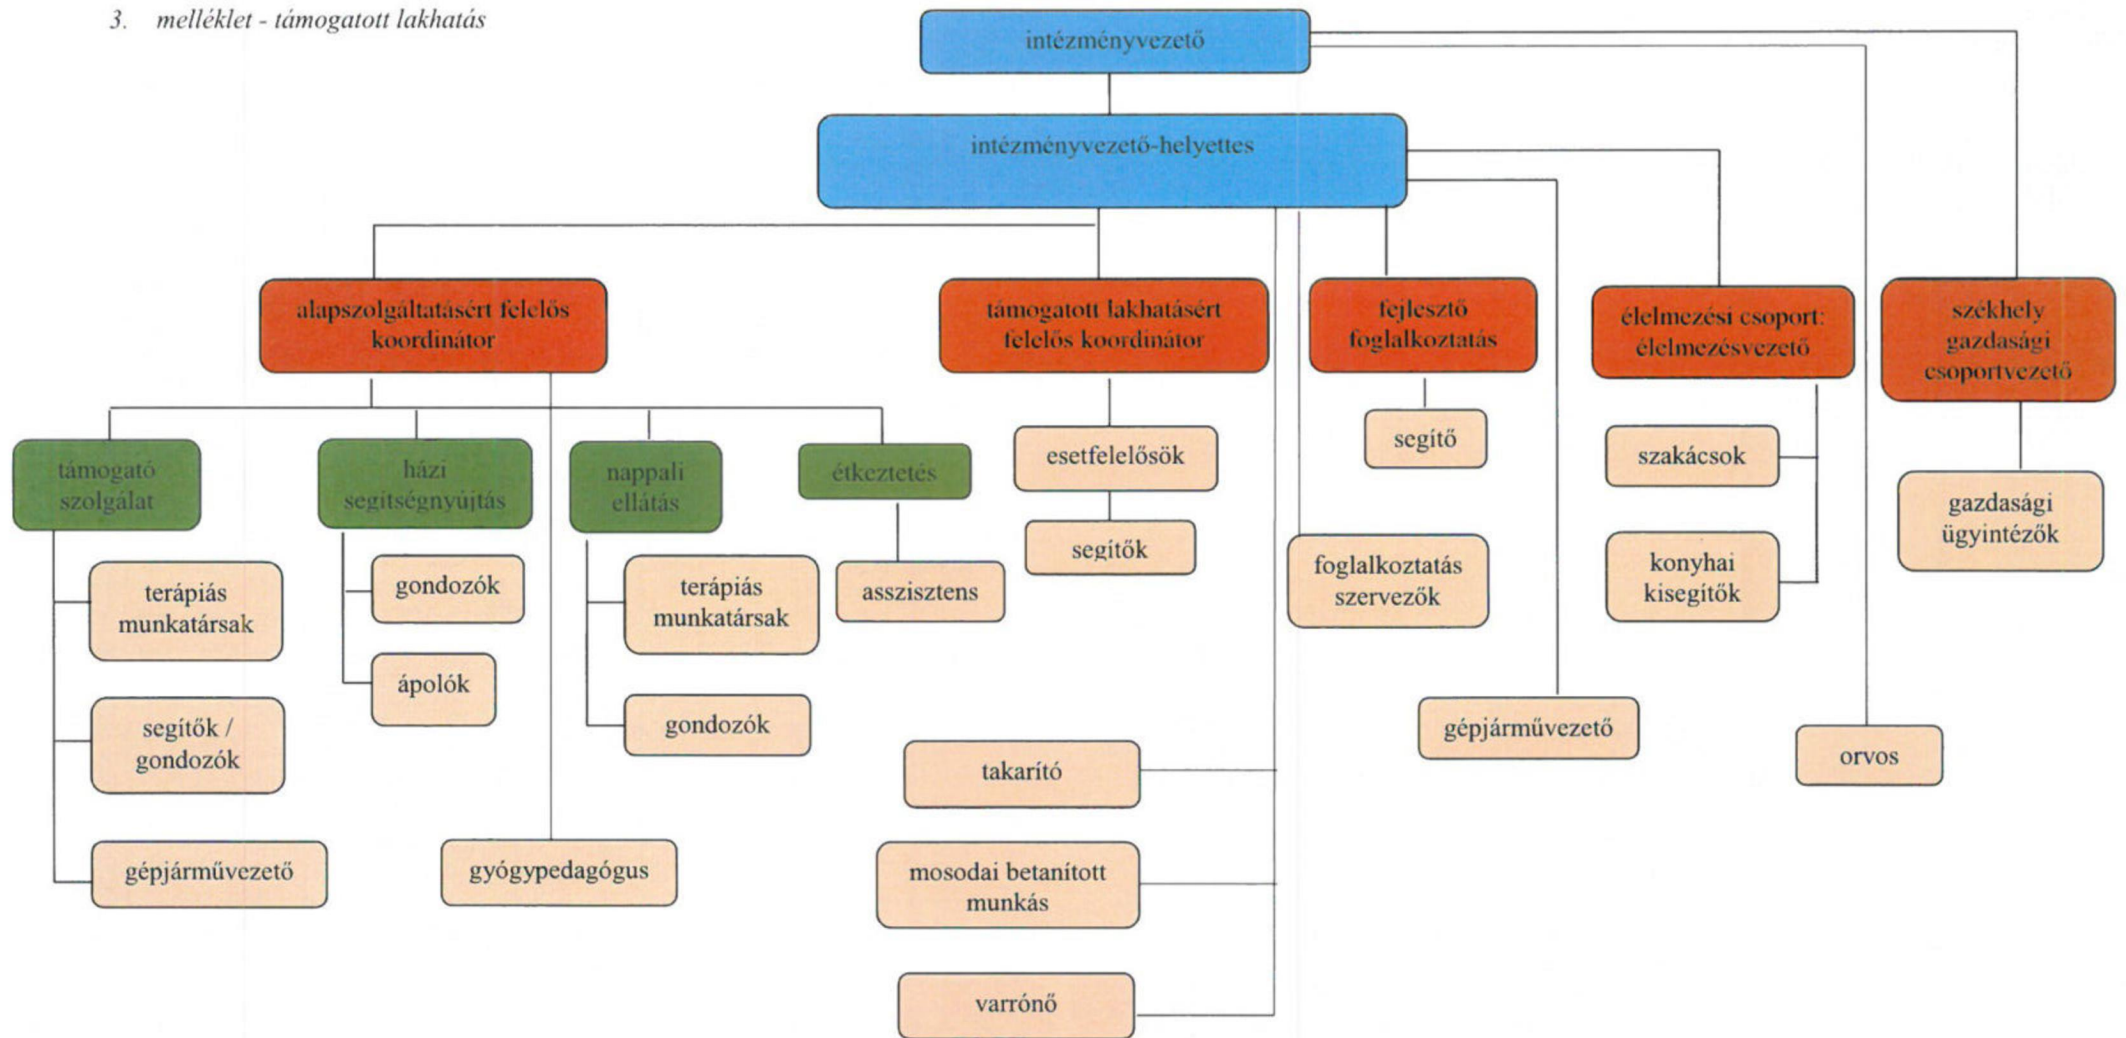 3. melléklet - támogatott lakhatás
intézményvezető
intézményvezető-helyettes
alapszolgáltatásért felelős
koordinátor
támogatott lakhatásért
felelős koordinátor
fejlesztő
foglalkoztatás
élelmezési csoport:
élelmezésvezető
székhely
gazdasági
csoportvezető
támogató
szolgálat
házi
segítségnyújtás
nappali
ellátás
étkeztetés
esetfelelősök
segítők
segítő
szakácsok
konyhai
kisegítők
gazdasági
ügyintézők
terápiás
munkatársak
gondozók
terápiás
munkatársak
asszisztens
foglalkoztatás
szervezők
ápolók
segítők /
gondozók
gondozók
gépjárművezető
orvos
takarító
gépjárművezető
gyógypedagógus
mosodai betanított
munkás
varrónő